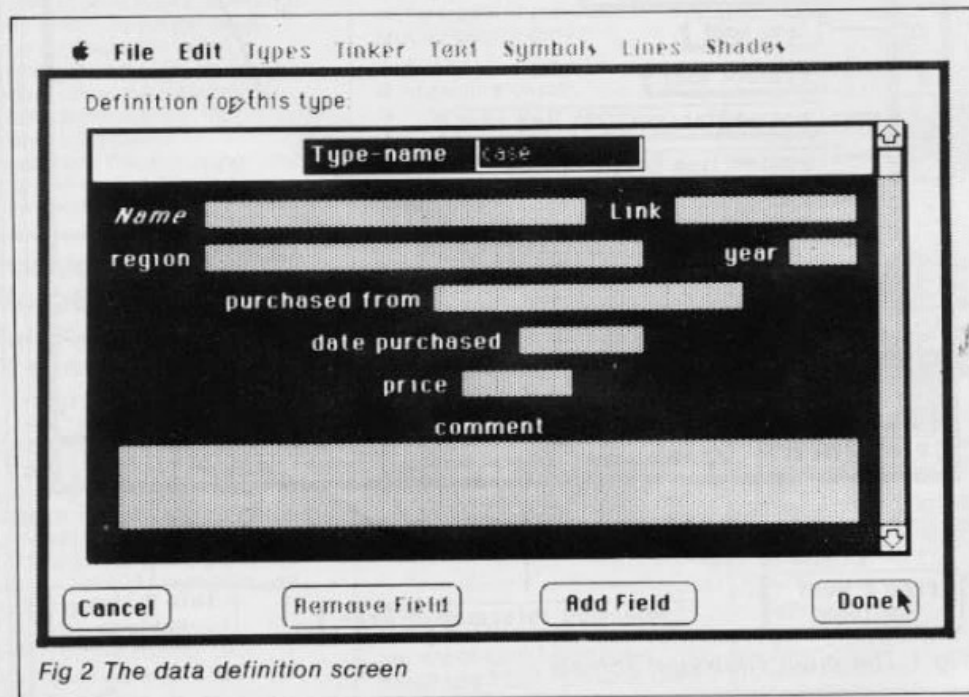 File Edit Types Tinker Text Symbols Lines Shades
Definition for this type:
Type-name case
Name Link
region year
purchased from
date purchased
price
comment
Cancel Remove Field Add Field Done
Fig 2 The data definition screen